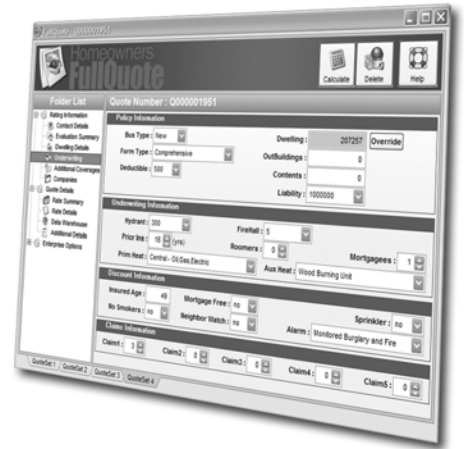 FullQuote - Q000001951
Homeowners
FullQuote
Calculate Delete Help
Folder List
Quote Number : Q000001951
Rating Information
Contact Details
Evaluation Summary
Dwelling Details
Underwriting
Additional Coverages
Companies
Quote Details
Rate Summary
Rate Details
Data Warehouse
Additional Details
Enterprise Options
Policy Information
Bus Type : New
Dwelling : 207257 Override
Form Type : Comprehensive
OutBuildings : 0
Deductible : 500
Contents : 0
Liability : 1000000
Underwriting Information
Hydrant : 300
FireHall : 5
Prior Ins : 16 (yrs)
Roomers : 0
Mortgagees : 1
Prim Heat : Central - Oil,Gas,Electric
Aux Heat : Wood Burning Unit
Discount Information
Insured Age : 49
Mortgage Free : no
Sprinkler : no
No Smokers : no
Neighbor Watch : no
Alarm : Monitored Burglary and Fire
Claims Information
Claim1 : 3 Claim2 : 0 Claim3 : 0 Claim4 : 0 Claim5 : 0
QuoteSet 1 QuoteSet 2 QuoteSet 3 QuoteSet 4